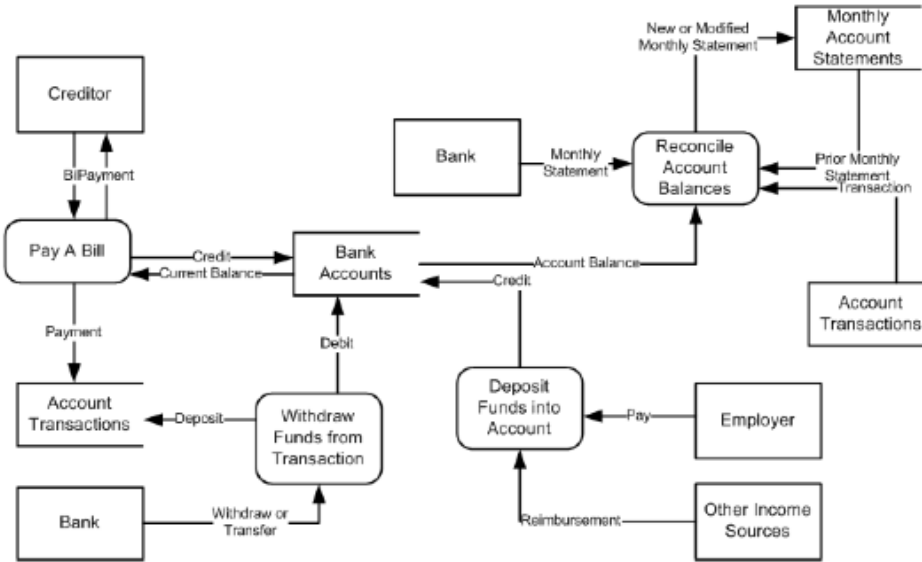 New or Modified
Monthly Statement
Monthly
Account
Statements
Creditor
Bank
Monthly
Statement
Reconcile
Account
Balances
Prior Monthly
Statement
Transaction
BilPayment
Pay A Bill
Credit
Current Balance
Bank
Accounts
Account Balance
Credit
Account
Transactions
Payment
Debit
Account
Transactions
Deposit
Withdraw
Funds from
Transaction
Deposit
Funds into
Account
Pay
Employer
Bank
Withdraw or
Transfer
Reimbursement
Other Income
Sources